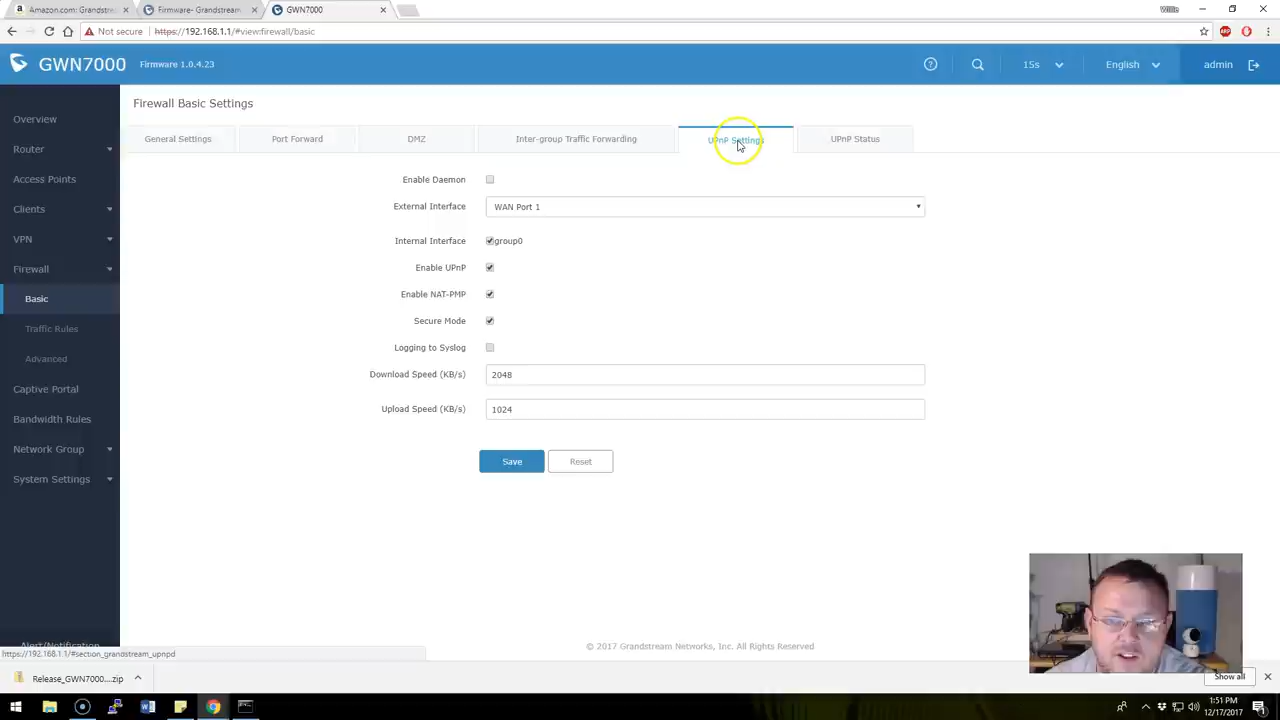 Amazon.com: Grandstre
Firmware- Grandstream
GWN7000
Willie
Not secure https://192.168.1.1/#view:firewall/basic
GWN7000 Firmware 1.0.4.23 15s English admin
Firewall Basic Settings
General Settings Port Forward DMZ Inter-group Traffic Forwarding UPnP Settings UPnP Status
Overview
Router
Access Points
Clients
VPN
Firewall
Basic
Traffic Rules
Advanced
Captive Portal
Bandwidth Rules
Network Group
System Settings
Alert/Notification
Enable Daemon
External Interface WAN Port 1
Internal Interface group0
Enable UPnP
Enable NAT-PMP
Secure Mode
Logging to Syslog
Download Speed (KB/s) 2048
Upload Speed (KB/s) 1024
Save Reset
© 2017 Grandstream Networks, Inc. All Rights Reserved
https://192.168.1.1/#section_grandstream_upnpd
Release_GWN7000....zip Show all
1:51 PM
12/17/2017